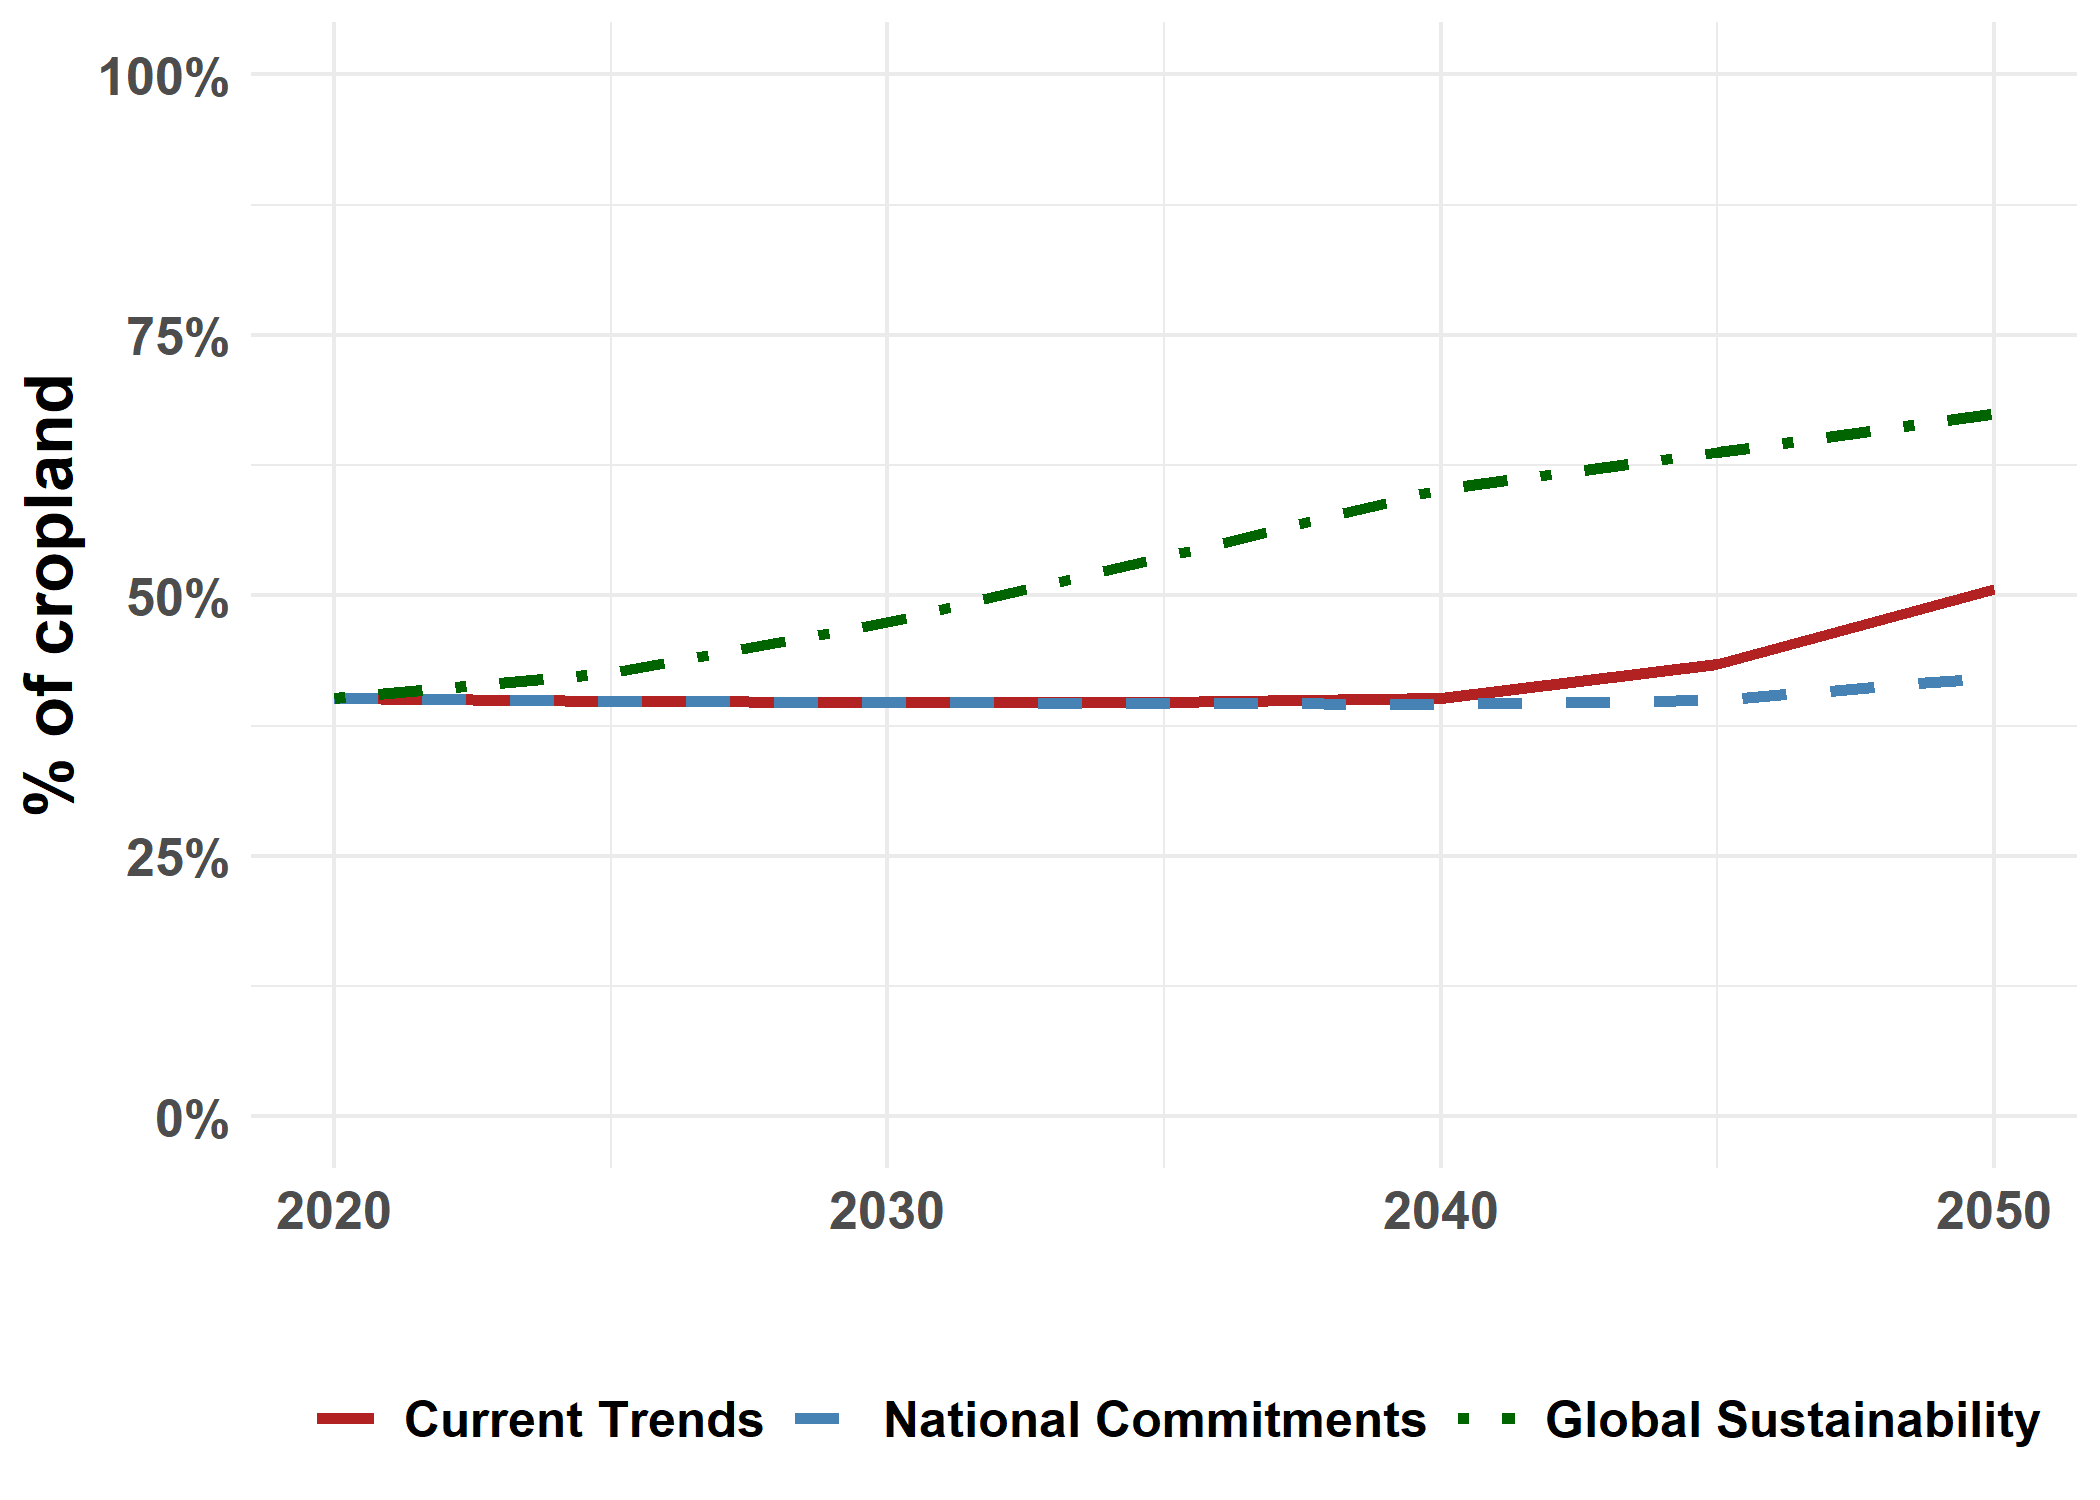 % of cropland
100%
75%
50%
25%
0%
2020 2030 2040 2050
Current Trends National Commitments Global Sustainability